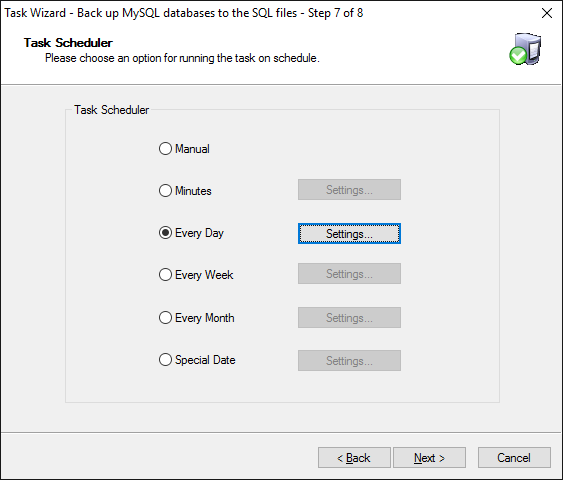 Task Wizard - Back up MySQL databases to the SQL files - Step 7 of 8
Task Scheduler
Please choose an option for running the task on schedule.
Task Scheduler
Manual
Minutes Settings...
Every Day Settings...
Every Week Settings...
Every Month Settings...
Special Date Settings...
< Back Next > Cancel